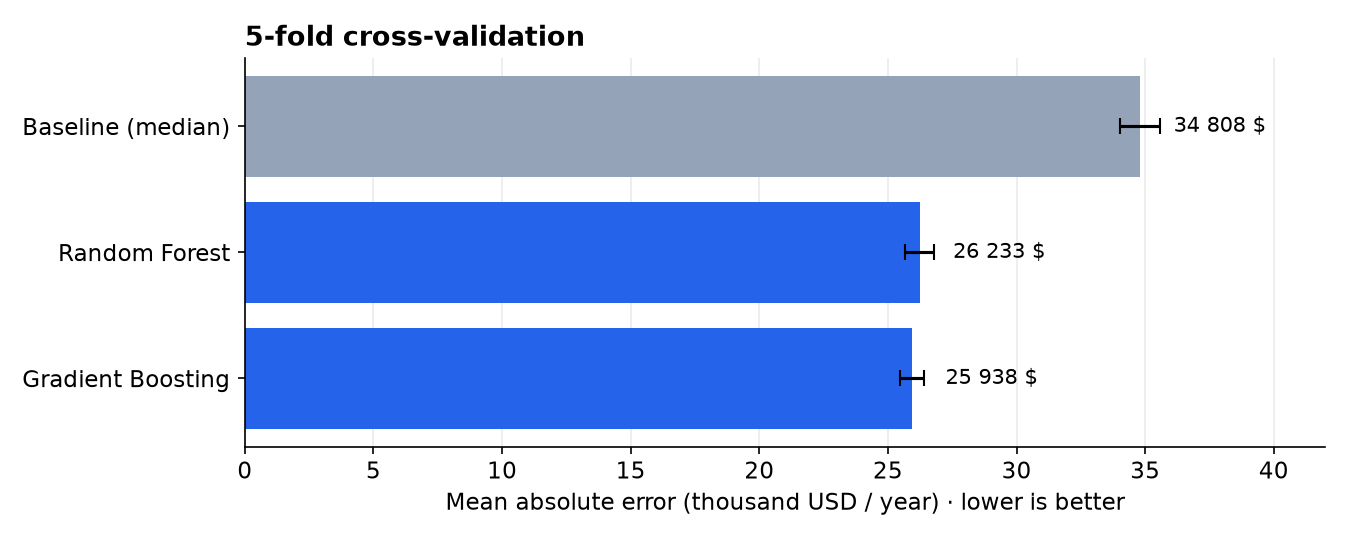 5-fold cross-validation
Baseline (median)
34 808 $
Random Forest
26 233 $
Gradient Boosting
25 938 $
0 5 10 15 20 25 30 35 40
Mean absolute error (thousand USD / year) · lower is better